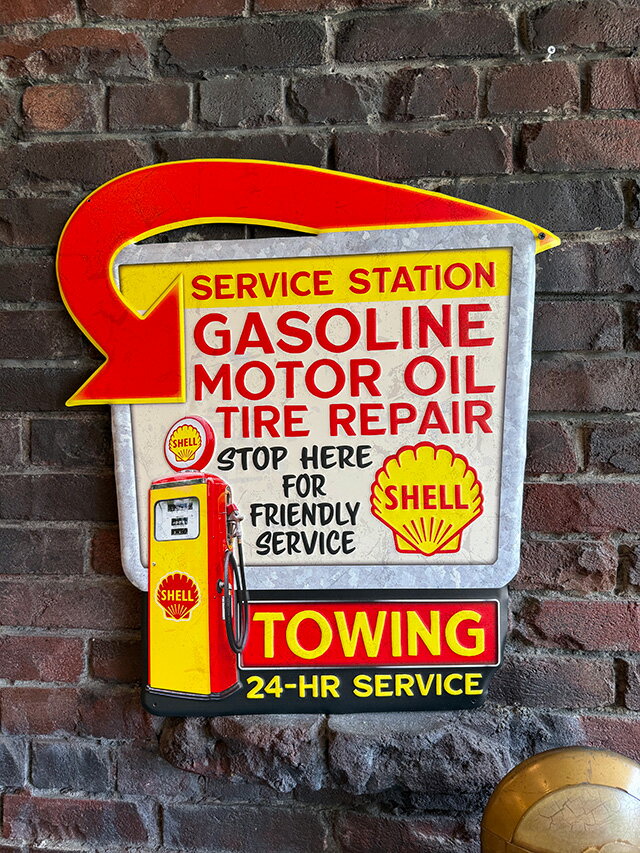 SERVICE STATION
GASOLINE
MOTOR OIL
TIRE REPAIR
STOP HERE
FOR
FRIENDLY
SERVICE
SHELL
SHELL
SHELL
TOWING
24-HR SERVICE